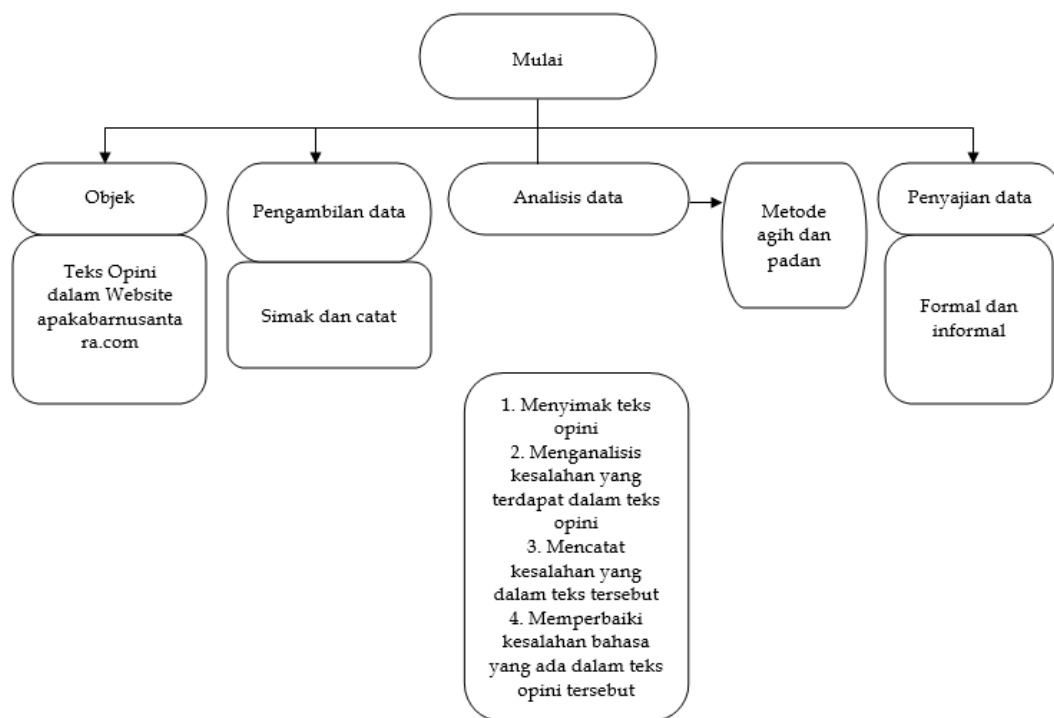 Mulai
Objek
Teks Opini
dalam Website
apakabarnusanta
ra.com
Pengambilan data
Simak dan catat
Analisis data
Metode
agih dan
padan
Penyajian data
Formal dan
informal
1. Menyimak teks
opini
2. Menganalisis
kesalahan yang
terdapat dalam teks
opini
3. Mencatat
kesalahan yang
dalam teks tersebut
4. Memperbaiki
kesalahan bahasa
yang ada dalam teks
opini tersebut